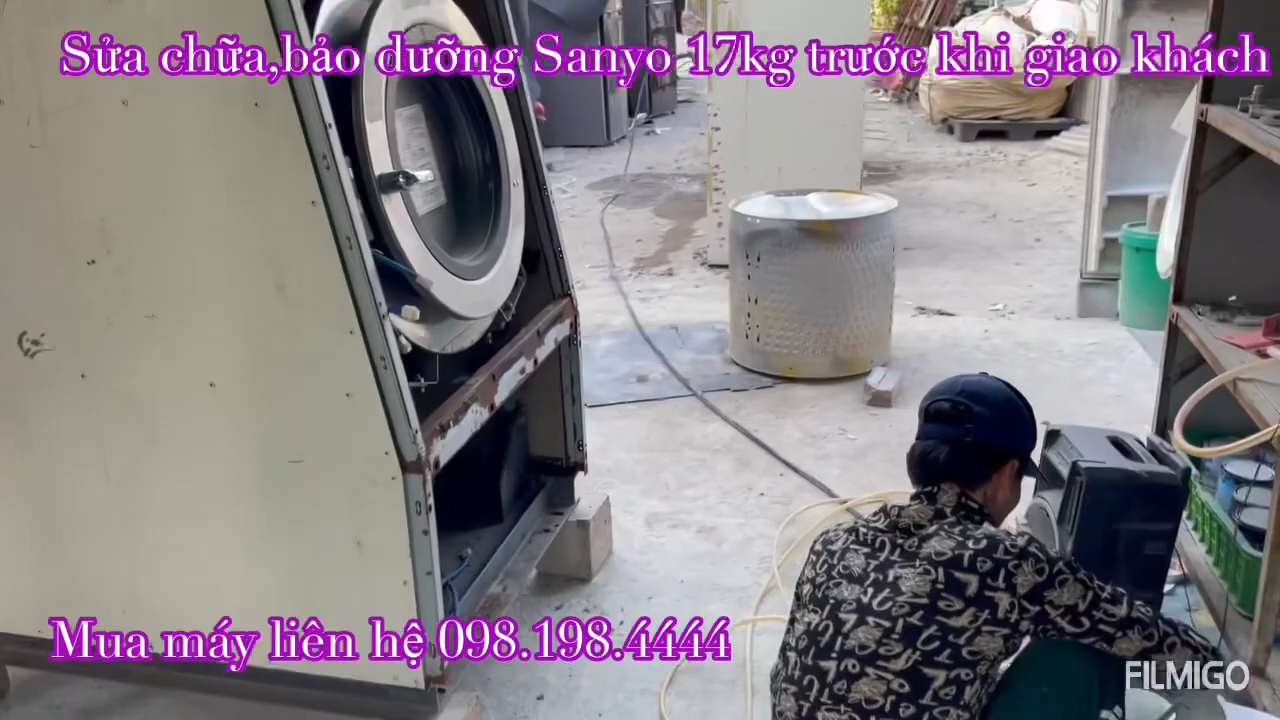 Sửa chữa,bảo dưỡng Sanyo 17kg trước khi giao khách
Mua máy liên hệ 098.198.4444
FILMIGO